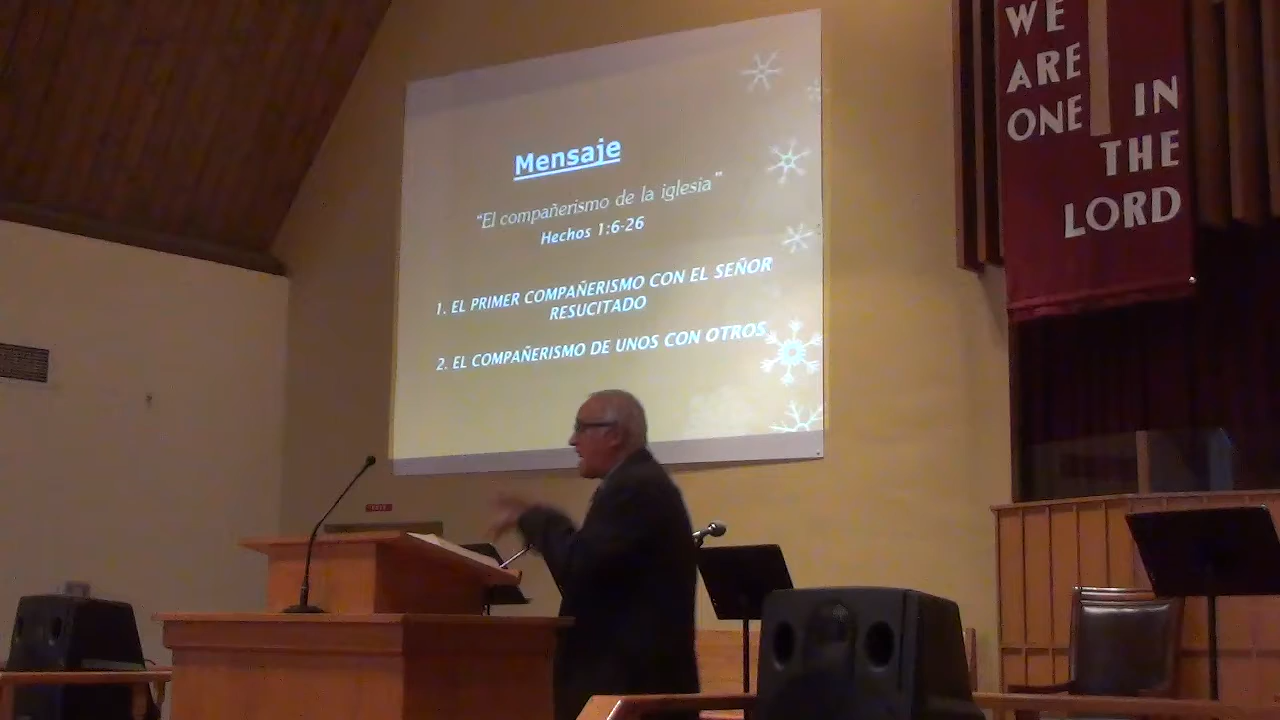 Mensaje
"El compañerismo de la iglesia"
Hechos 1:6-26
1. EL PRIMER COMPAÑERISMO CON EL SEÑOR
RESUCITADO
2. EL COMPAÑERISMO DE UNOS CON OTROS
WE
ARE
ONE IN
THE
LORD